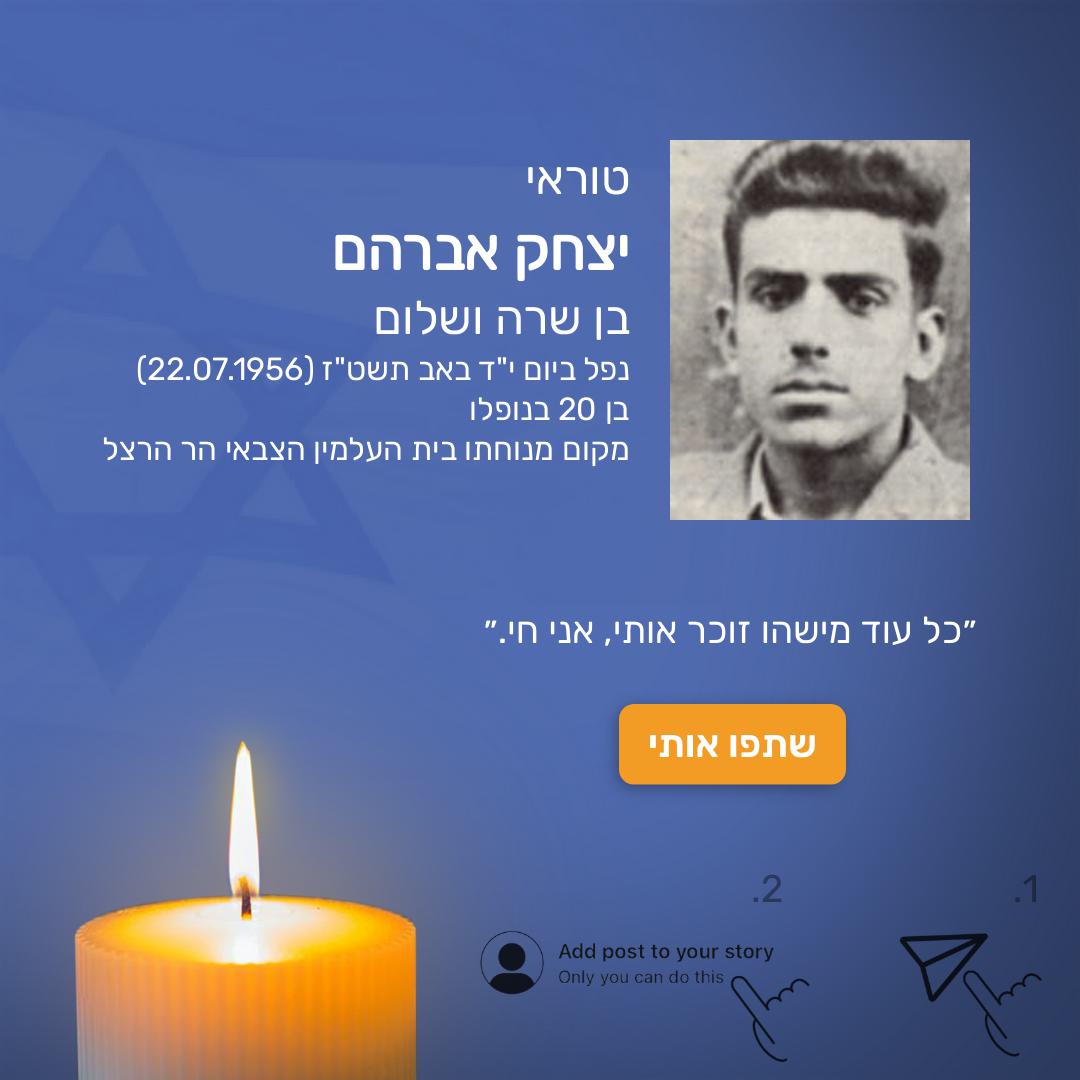 טוראי
יצחק אברהם
בן שרה ושלום
נפל ביום י"ד באב תשט"ז (22.07.1956)
בן 20 בנופלו
מקום מנוחתו בית העלמין הצבאי הר הרצל
"כל עוד מישהו זוכר אותי, אני חי."
שתפו אותי
.1
.2
Add post to your story
Only you can do this